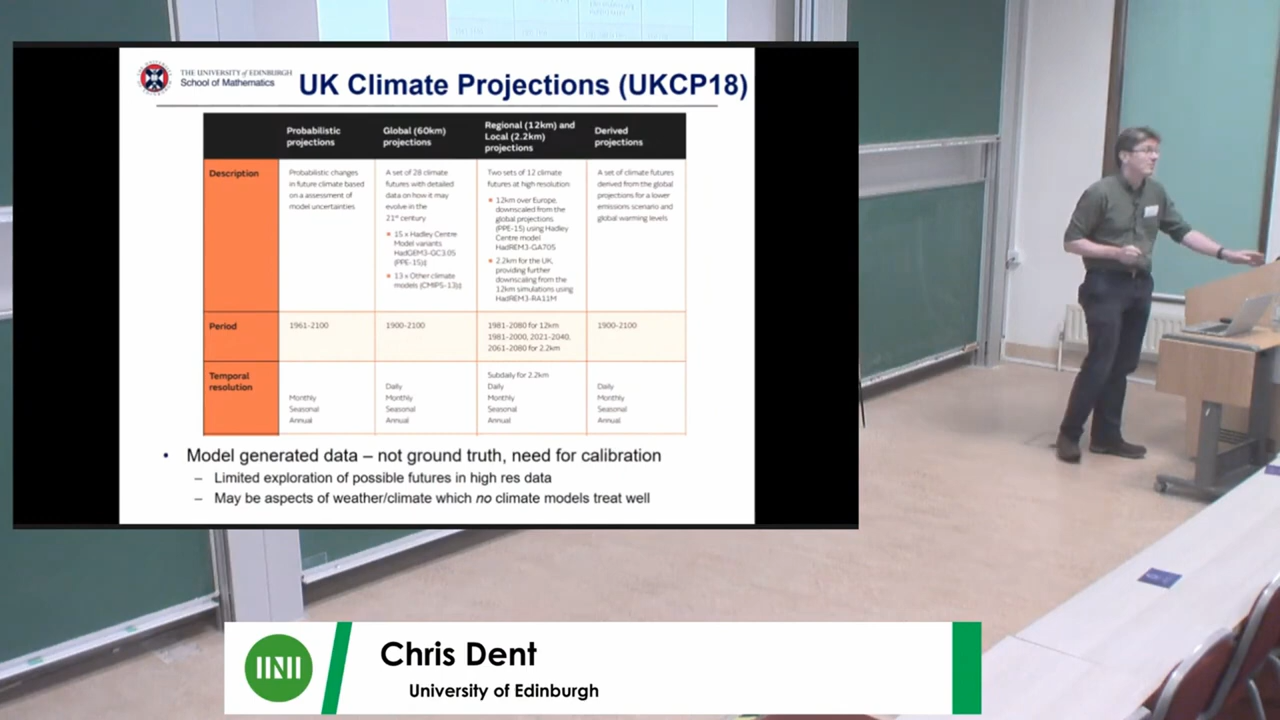 THE UNIVERSITY of EDINBURGH
School of Mathematics
UK Climate Projections (UKCP18)
Probabilistic
projections
Global (60km)
projections
Regional (12km) and
Local (2.2km)
projections
Derived
projections
Description
Probabilistic changes
in future climate based
on a assessment of
model uncertainties
A set of 28 climate
futures with detailed
data on how it may
evolve in the
21st century
• 15 x Hadley Centre
Model variants
HadGEM3-GC3.05
(PPE-15)‡
• 13 x Other climate
models (CMIP5-13)‡
Two sets of 12 climate
futures at high resolution
• 12km over Europe,
downscaled from the
global projections
(PPE-15) using Hadley
Centre model
HadREM3-GA705
• 2.2km for the UK,
providing further
downscaling from the
12km simulations using
HadREM3-RA11M
A set of climate futures
derived from the global
projections for a lower
emissions scenario and
global warming levels
Period
1961-2100
1900-2100
1981-2080 for 12km
1981-2000, 2021-2040,
2061-2080 for 2.2km
1900-2100
Temporal
resolution
Monthly
Seasonal
Annual
Daily
Monthly
Seasonal
Annual
Subdaily for 2.2km
Daily
Monthly
Seasonal
Annual
Daily
Monthly
Seasonal
Annual
• Model generated data – not ground truth, need for calibration
– Limited exploration of possible futures in high res data
– May be aspects of weather/climate which no climate models treat well
Chris Dent
University of Edinburgh